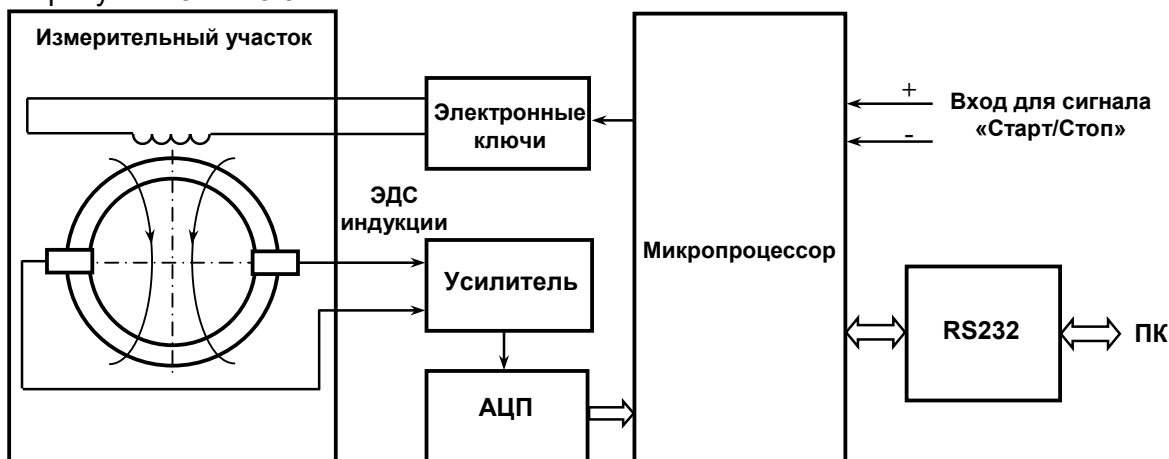 Измерительный участок
Электронные
ключи
+
-
Вход для сигнала
«Старт/Стоп»
ЭДС
индукции
Усилитель
Микропроцессор
RS232
ПК
АЦП